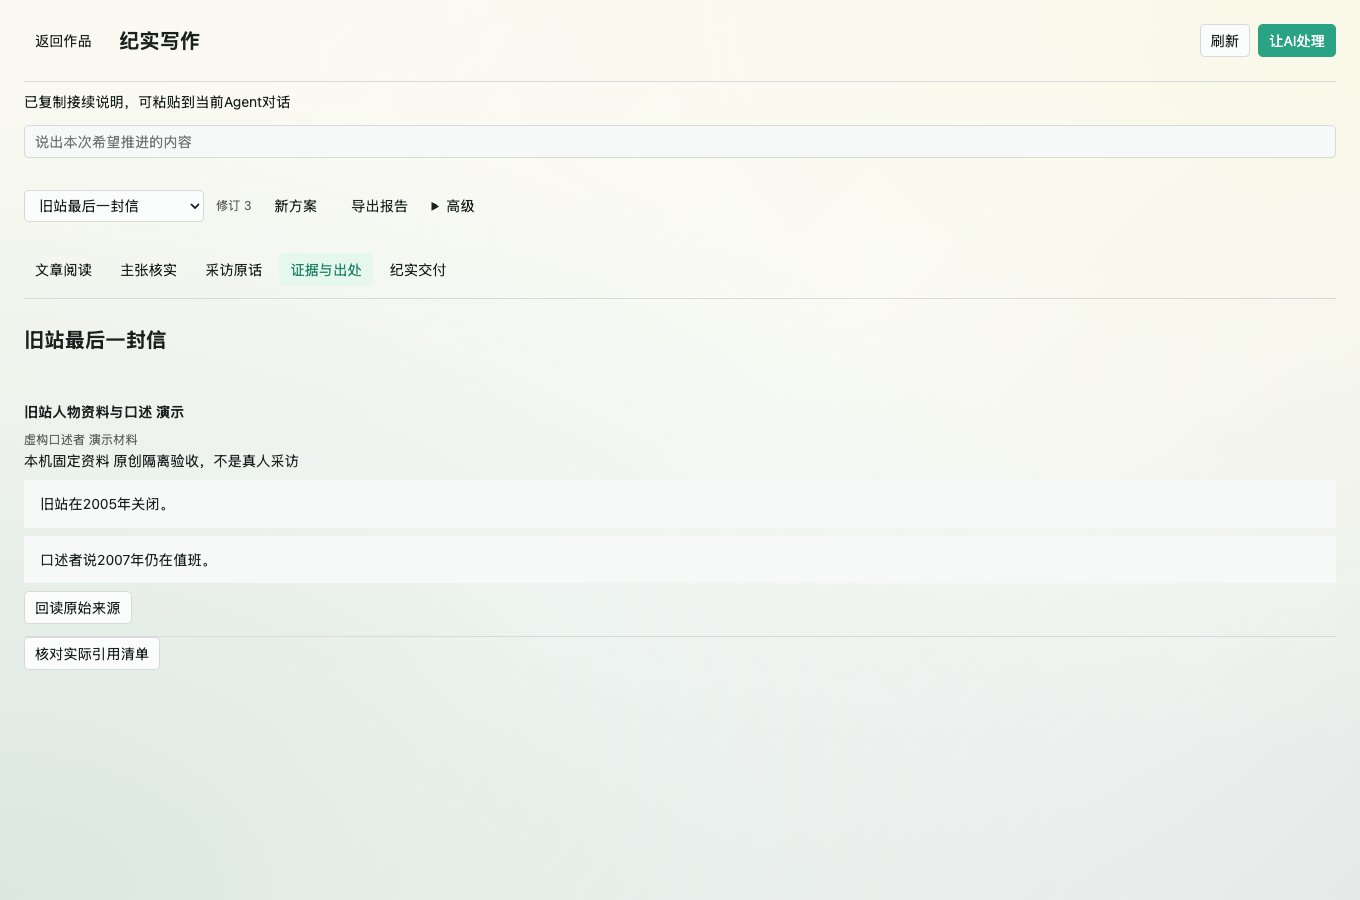 返回作品 纪实写作 刷新 让AI处理
已复制接续说明，可粘贴到当前Agent对话
说出本次希望推进的内容
旧站最后一封信 修订 3 新方案 导出报告 ▶ 高级
文章阅读 主张核实 采访原话 证据与出处 纪实交付
旧站最后一封信
旧站人物资料与口述 演示
虚构口述者 演示材料
本机固定资料 原创隔离验收，不是真人采访
旧站在2005年关闭。
口述者说2007年仍在值班。
回读原始来源
核对实际引用清单